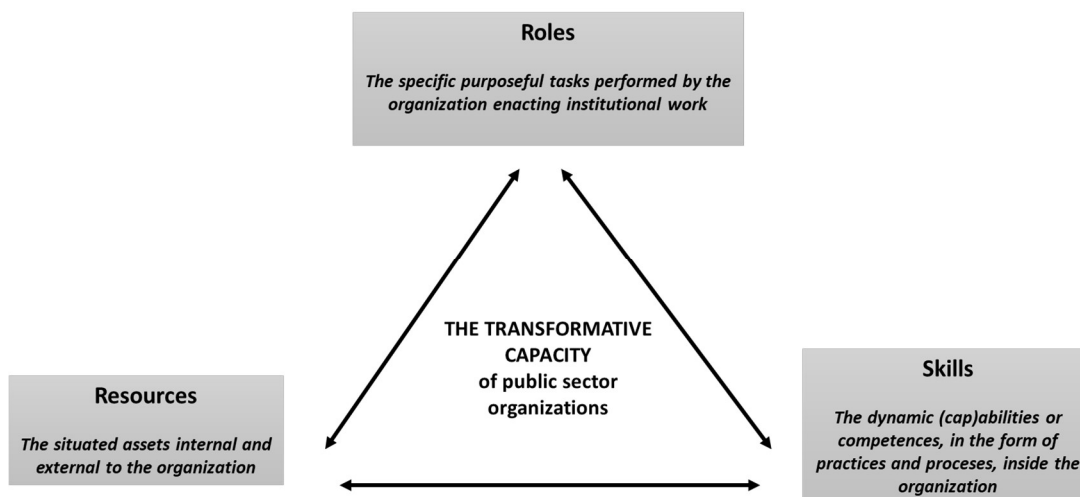 Roles
The specific purposeful tasks performed by the
organization enacting institutional work
THE TRANSFORMATIVE
CAPACITY
of public sector
organizations
Resources
The situated assets internal and
external to the organization
Skills
The dynamic (cap)abilities or
competences, in the form of
practices and proceses, inside the
organization